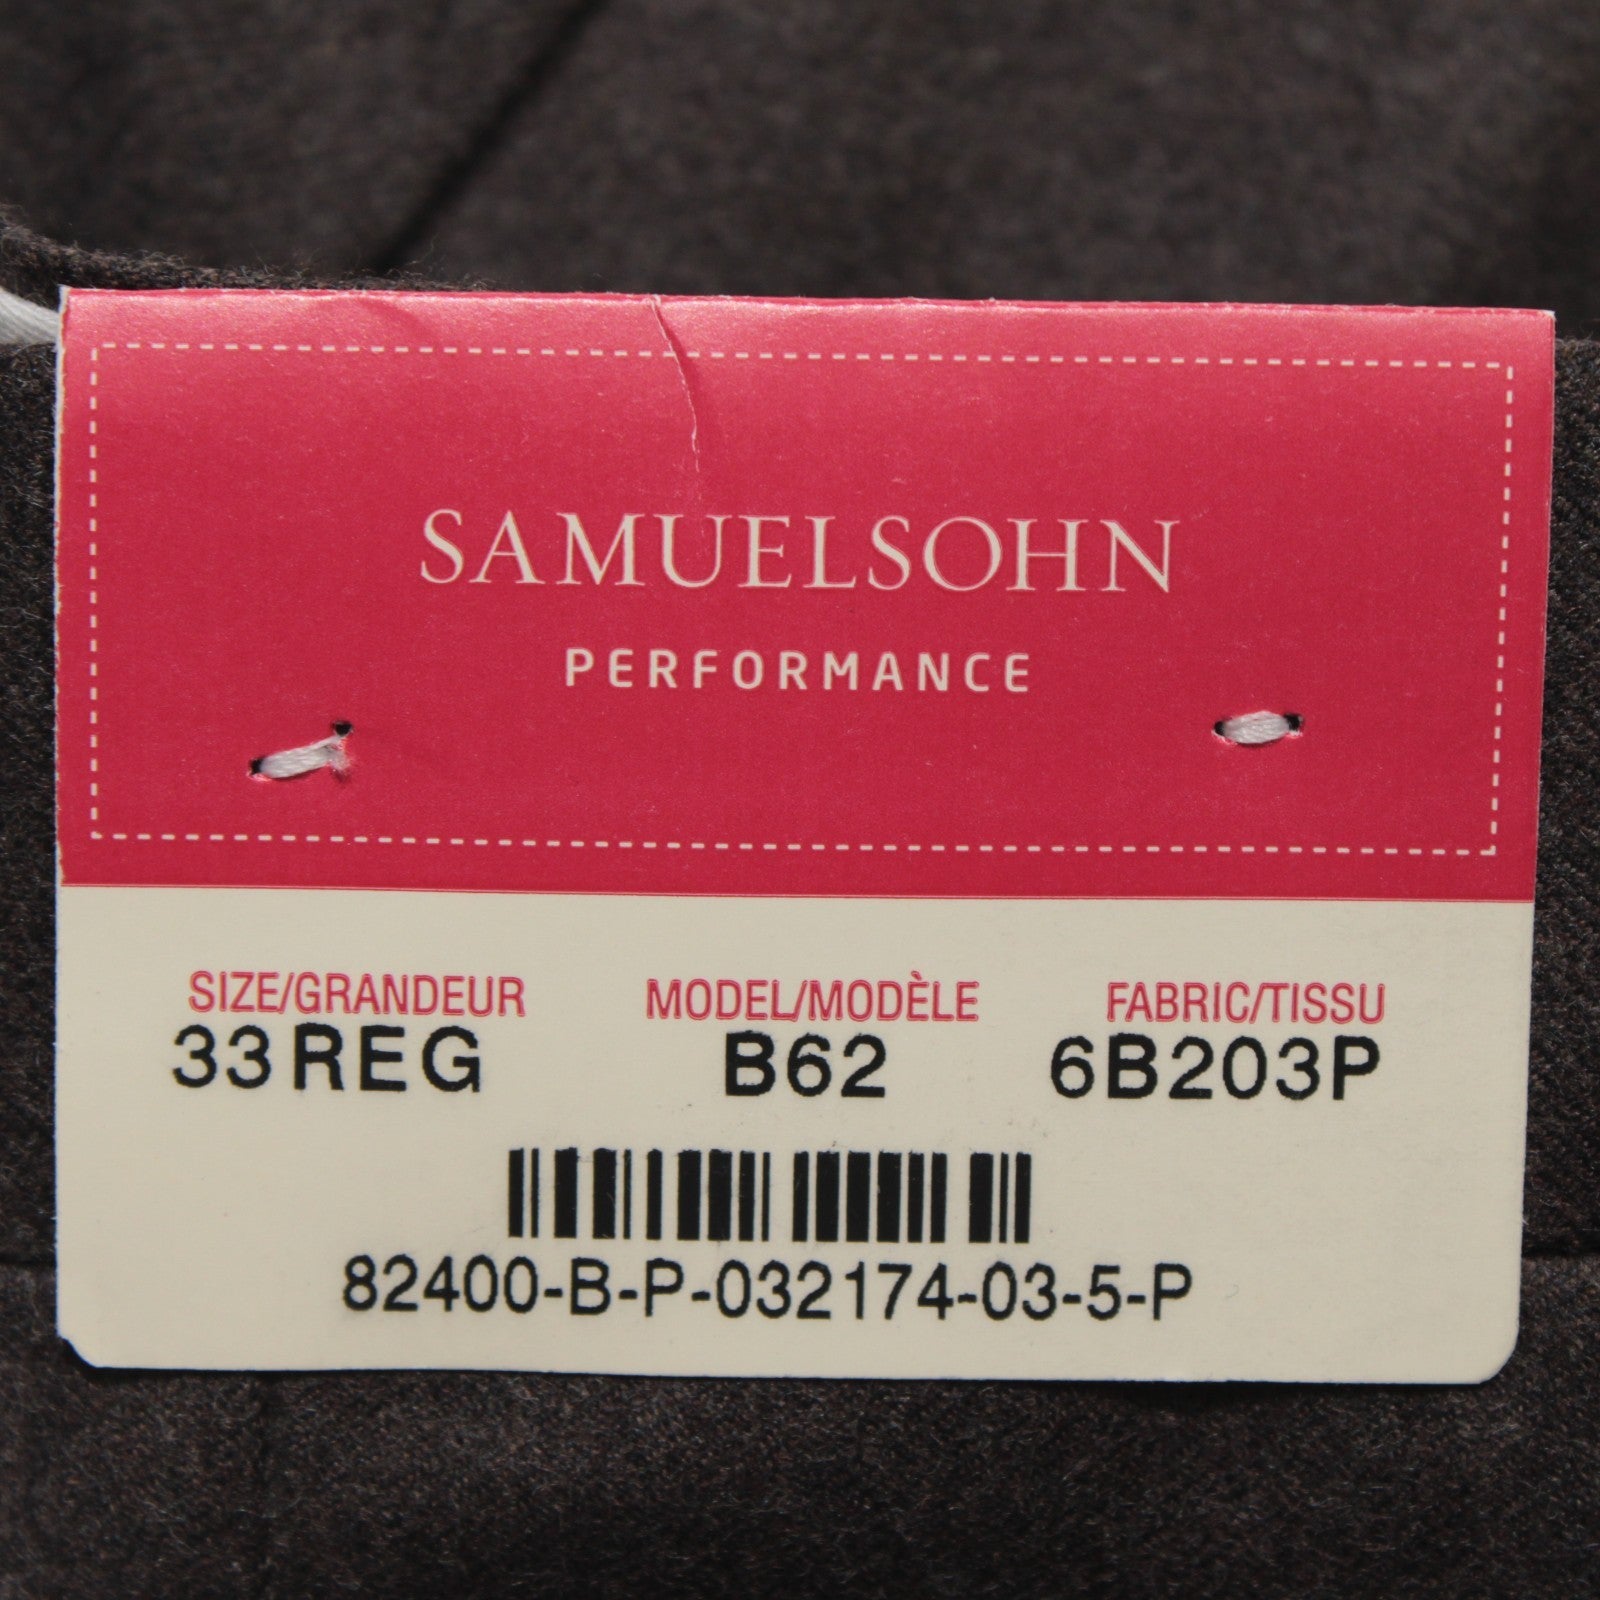 SAMUELSOHN
PERFORMANCE
SIZE/GRANDEUR MODEL/MODÈLE FABRIC/TISSU
33REG B62 6B203P
82400-B-P-032174-03-5-P